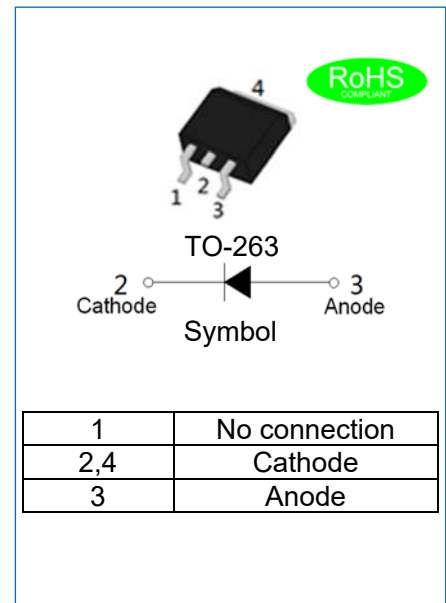 4
RoHS
COMPLIANT
1 2 3
TO-263
2 3
Cathode Anode
Symbol
1 No connection
2,4 Cathode
3 Anode